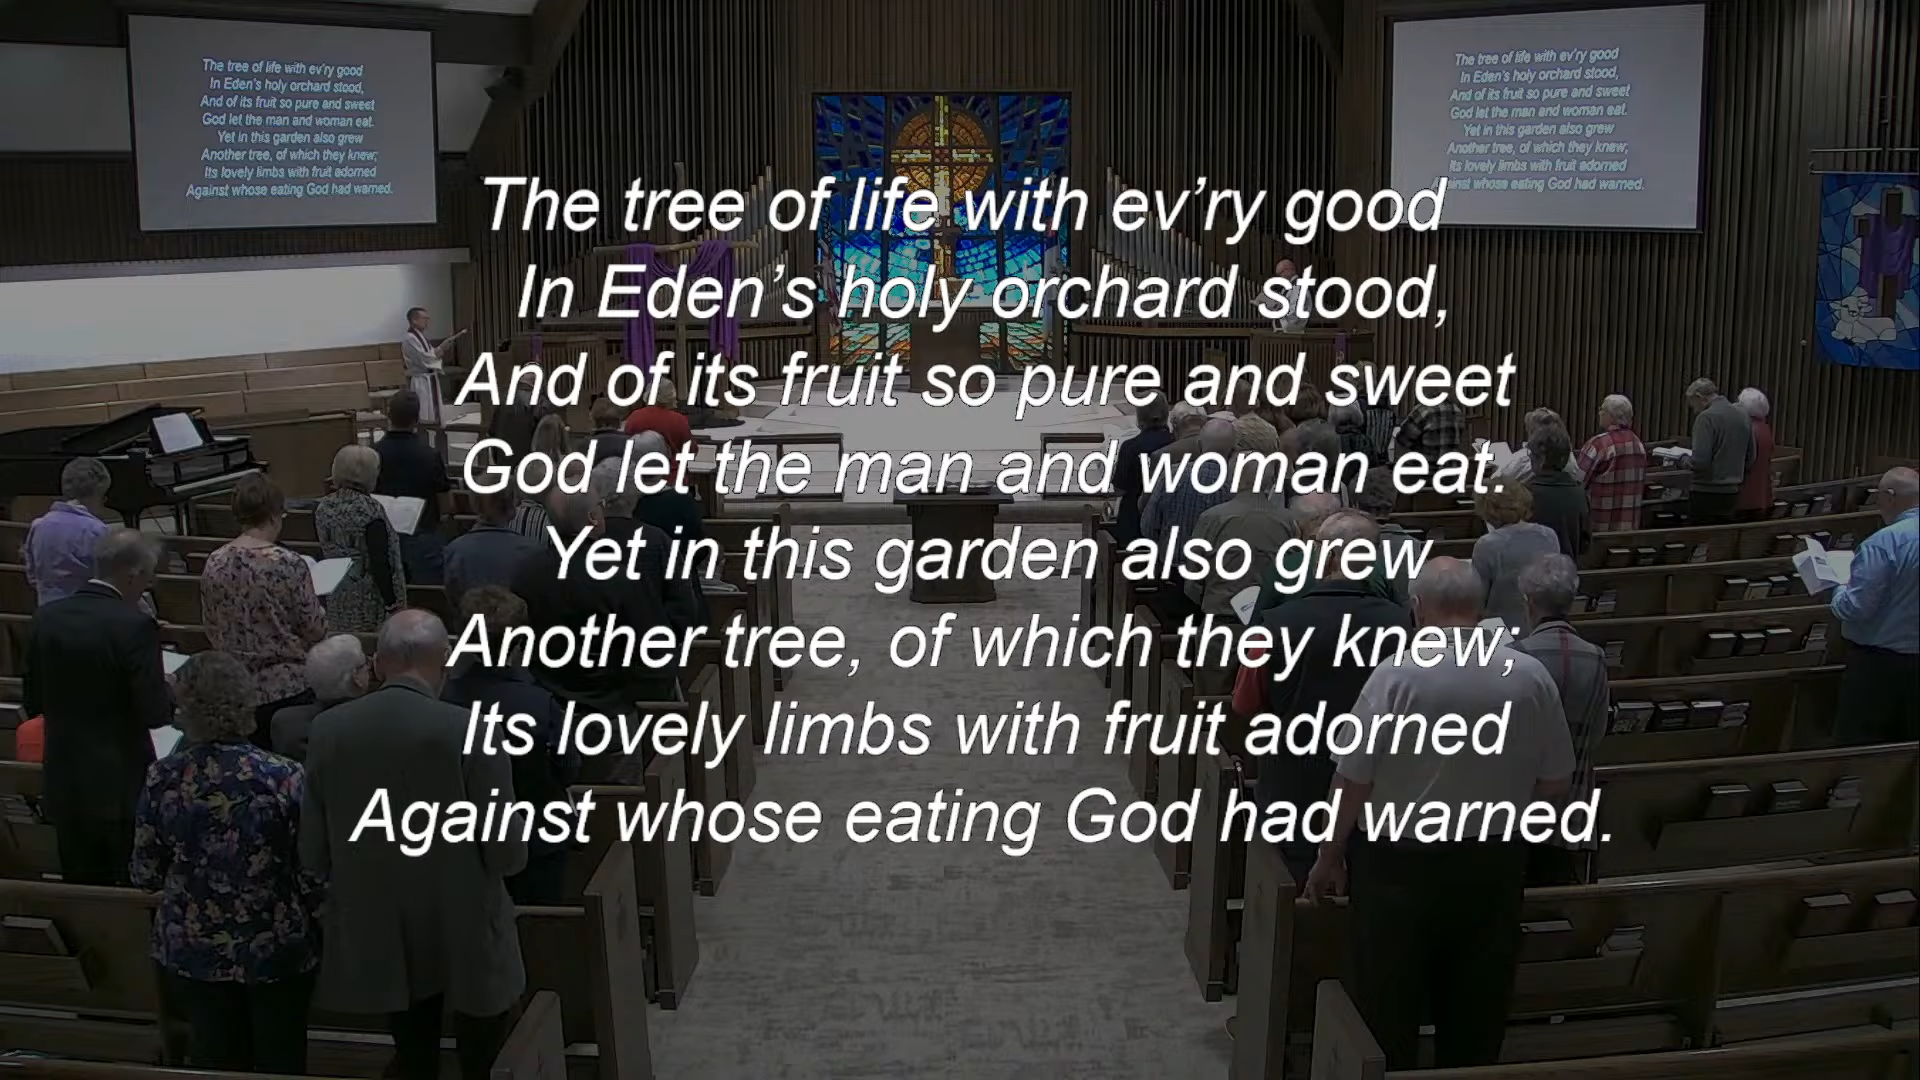 The tree of life with ev’ry good
In Eden’s holy orchard stood,
And of its fruit so pure and sweet
God let the man and woman eat.
Yet in this garden also grew
Another tree, of which they knew;
Its lovely limbs with fruit adorned
Against whose eating God had warned.
The tree of life with ev’ry good
In Eden’s holy orchard stood,
And of its fruit so pure and sweet
God let the man and woman eat.
Yet in this garden also grew
Another tree, of which they knew;
Its lovely limbs with fruit adorned
Against whose eating God had warned.
The tree of life with ev’ry good
In Eden’s holy orchard stood,
And of its fruit so pure and sweet
God let the man and woman eat.
Yet in this garden also grew
Another tree, of which they knew;
Its lovely limbs with fruit adorned
whose eating God had warned.